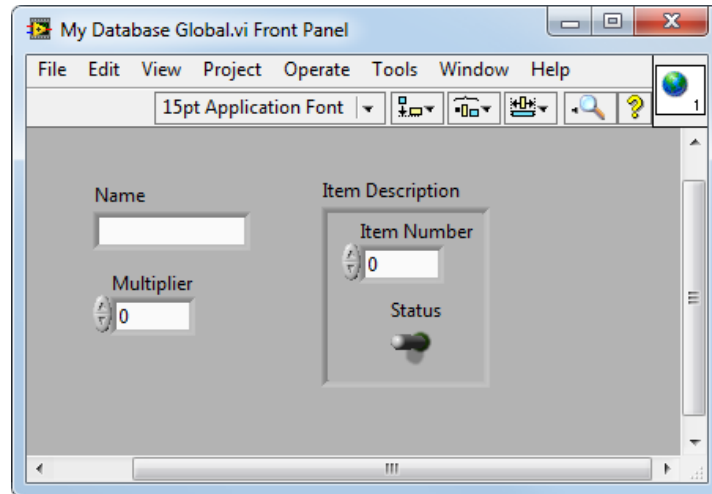 My Database Global.vi Front Panel
File Edit View Project Operate Tools Window Help
15pt Application Font
1
Name
Item Description
Item Number
0
Multiplier
0
Status